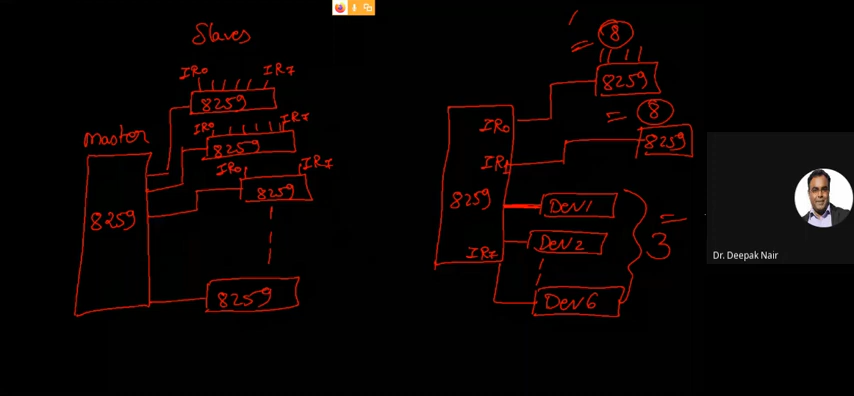 Slaves
IR0 IR7
8259
Master
IR0 IR7
8259
IR0 IR7
8259
8259
8259
= 8
8259
IR0
= 8
8259
IR1
8259
Dev1
Dev2
IR7
Dev6
= 3
Dr. Deepak Nair